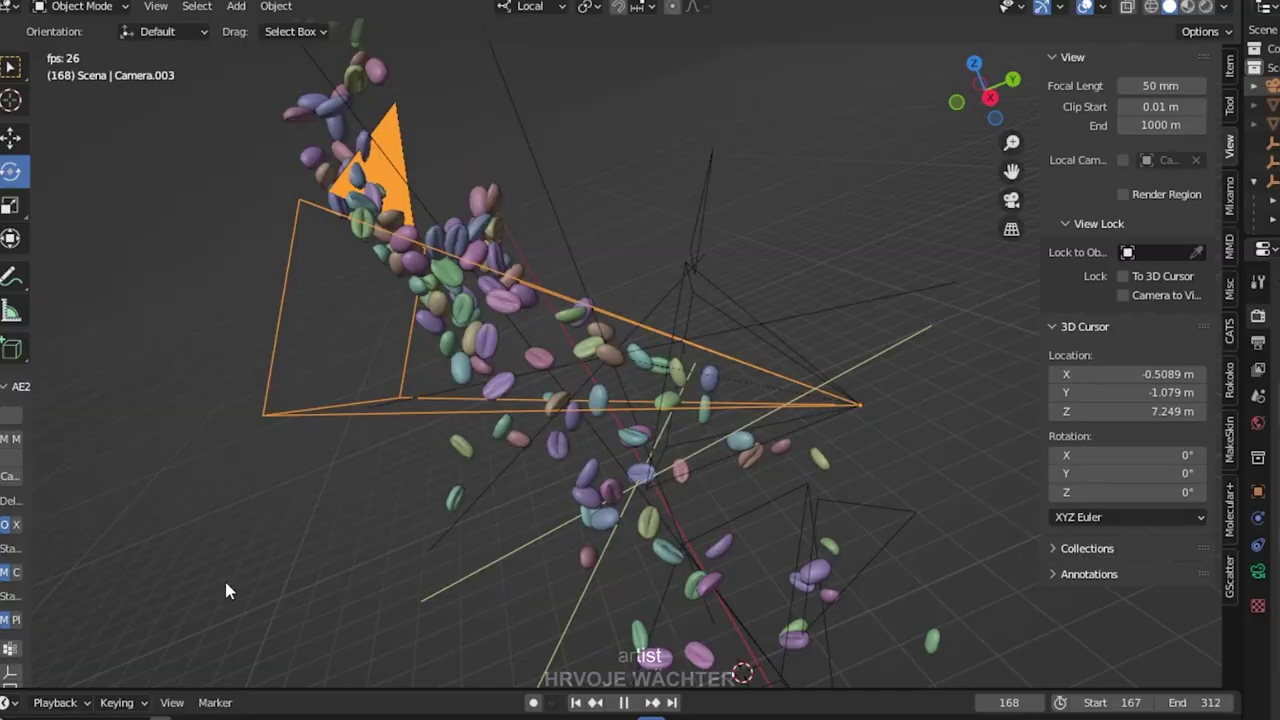 Object Mode
View
Select
Add
Object
Local
Orientation:
Default
Drag:
Select Box
Options
fps: 26
(168) Scena | Camera.003
View
Focal Lengt
50 mm
Clip Start
0.01 m
End
1000 m
Local Cam...
Ca...
Render Region
View Lock
Lock to Ob...
Lock
To 3D Cursor
Camera to Vi...
3D Cursor
Location:
X
-0.5089 m
Y
-1.079 m
Z
7.249 m
Rotation:
X
0°
Y
0°
Z
0°
XYZ Euler
Collections
Annotations
Item
Tool
View
Mixamo
MMD
Misc
CATS
Rokoko
MakeSkin
Molecular+
GScatter
Scene
Co
Sc
AE2
M M
Ca...
Del...
O X
Sta...
M C
Sta...
M Pl
X
Y
Z
artist
HRVOJE WACHTER
Playback
Keying
View
Marker
168
Start
167
End
312